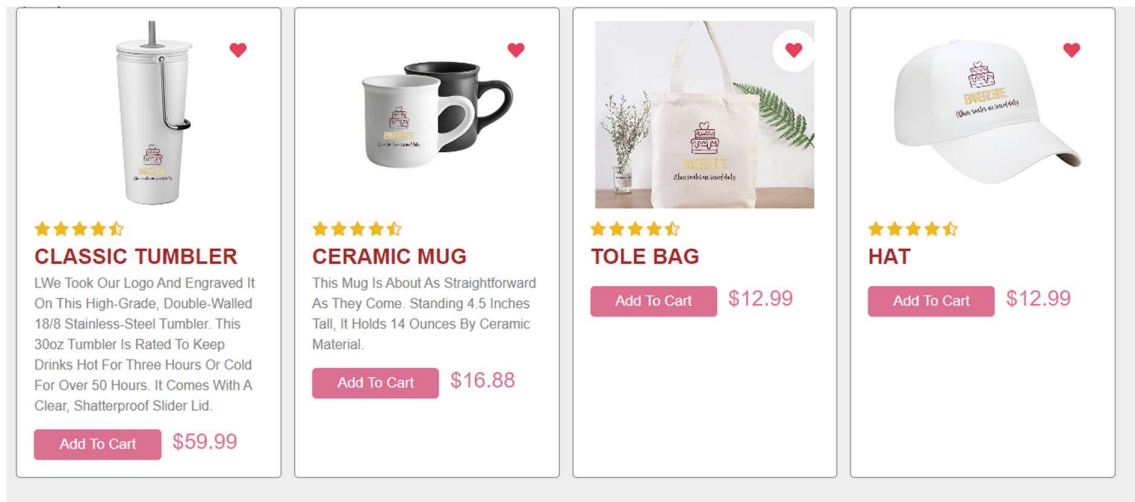 CLASSIC TUMBLER
LWe Took Our Logo And Engraved It
On This High-Grade, Double-Walled
18/8 Stainless-Steel Tumbler. This
30oz Tumbler Is Rated To Keep
Drinks Hot For Three Hours Or Cold
For Over 50 Hours. It Comes With A
Clear, Shatterproof Slider Lid.
Add To Cart $59.99
CERAMIC MUG
This Mug Is About As Straightforward
As They Come. Standing 4.5 Inches
Tall, It Holds 14 Ounces By Ceramic
Material.
Add To Cart $16.88
TOLE BAG
Add To Cart $12.99
HAT
Add To Cart $12.99